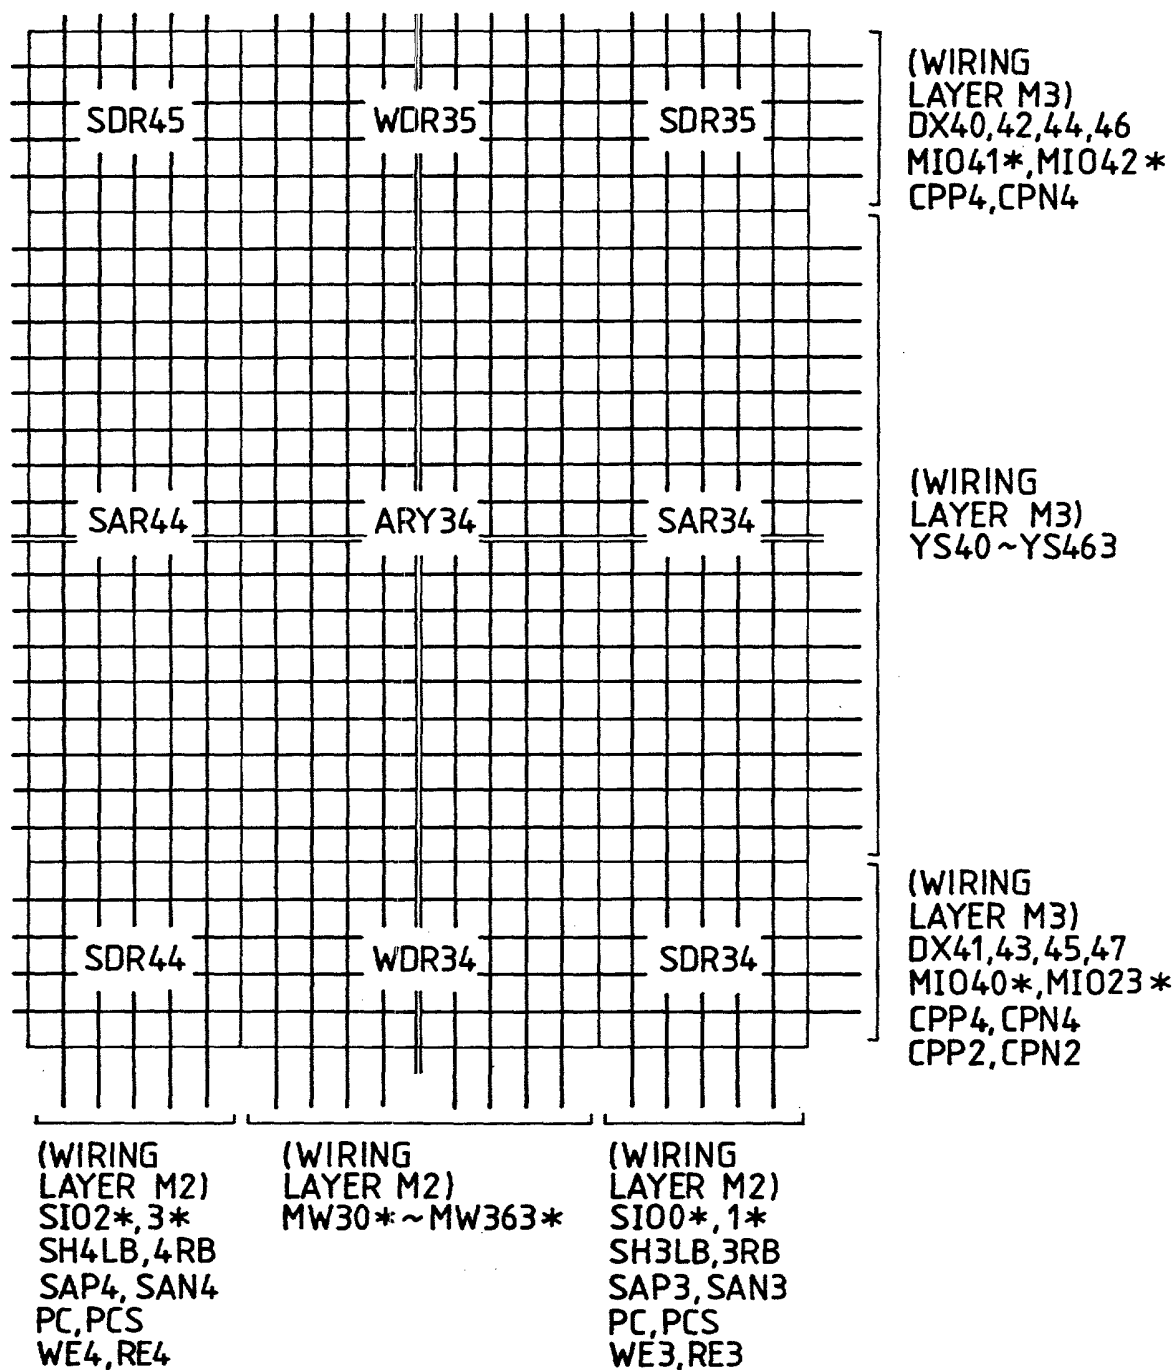 SDR45 WDR35 SDR35
(WIRING
LAYER M3)
DX40,42,44,46
MIO41*,MIO42*
CPP4,CPN4
SAR44 ARY34 SAR34
(WIRING
LAYER M3)
YS40~YS463
SDR44 WDR34 SDR34
(WIRING
LAYER M3)
DX41,43,45,47
MIO40*,MIO23*
CPP4,CPN4
CPP2,CPN2
(WIRING
LAYER M2)
SIO2*,3*
SH4LB,4RB
SAP4,SAN4
PC,PCS
WE4,RE4
(WIRING
LAYER M2)
MW30*~MW363*
(WIRING
LAYER M2)
SIO0*,1*
SH3LB,3RB
SAP3,SAN3
PC,PCS
WE3,RE3